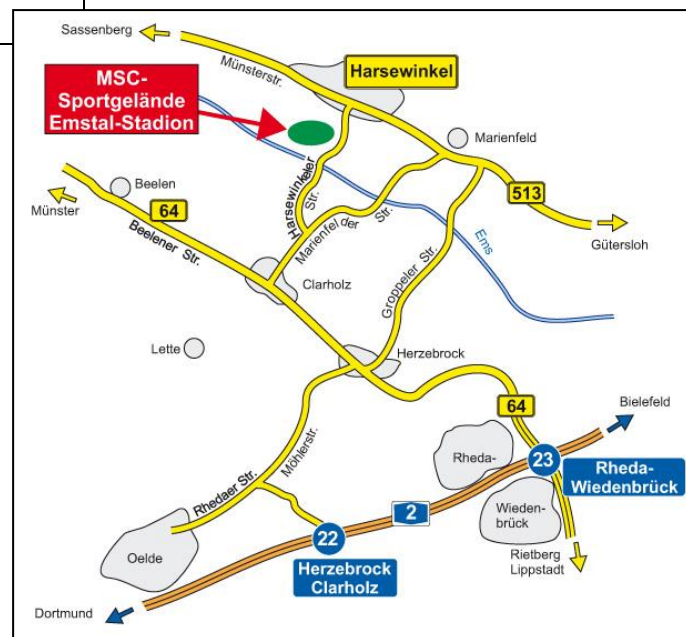 Sassenberg
Münsterstr.
Harsewinkel
MSC-
Sportgelände
Emstal-Stadion
Marienfeld
513
Gütersloh
Beelen
Münster
64
Beelener Str.
Harsewinkeler
Str.
Marienfelder Str.
Groppeler Str.
Ems
Clarholz
Lette
Herzebrock
64
Bielefeld
Rheda-
23
Rheda-
Wiedenbrück
Wieden-
brück
Möhlerstr.
Rhedaer Str.
2
22
Herzebrock
Clarholz
Oelde
Rietberg
Lippstadt
Dortmund